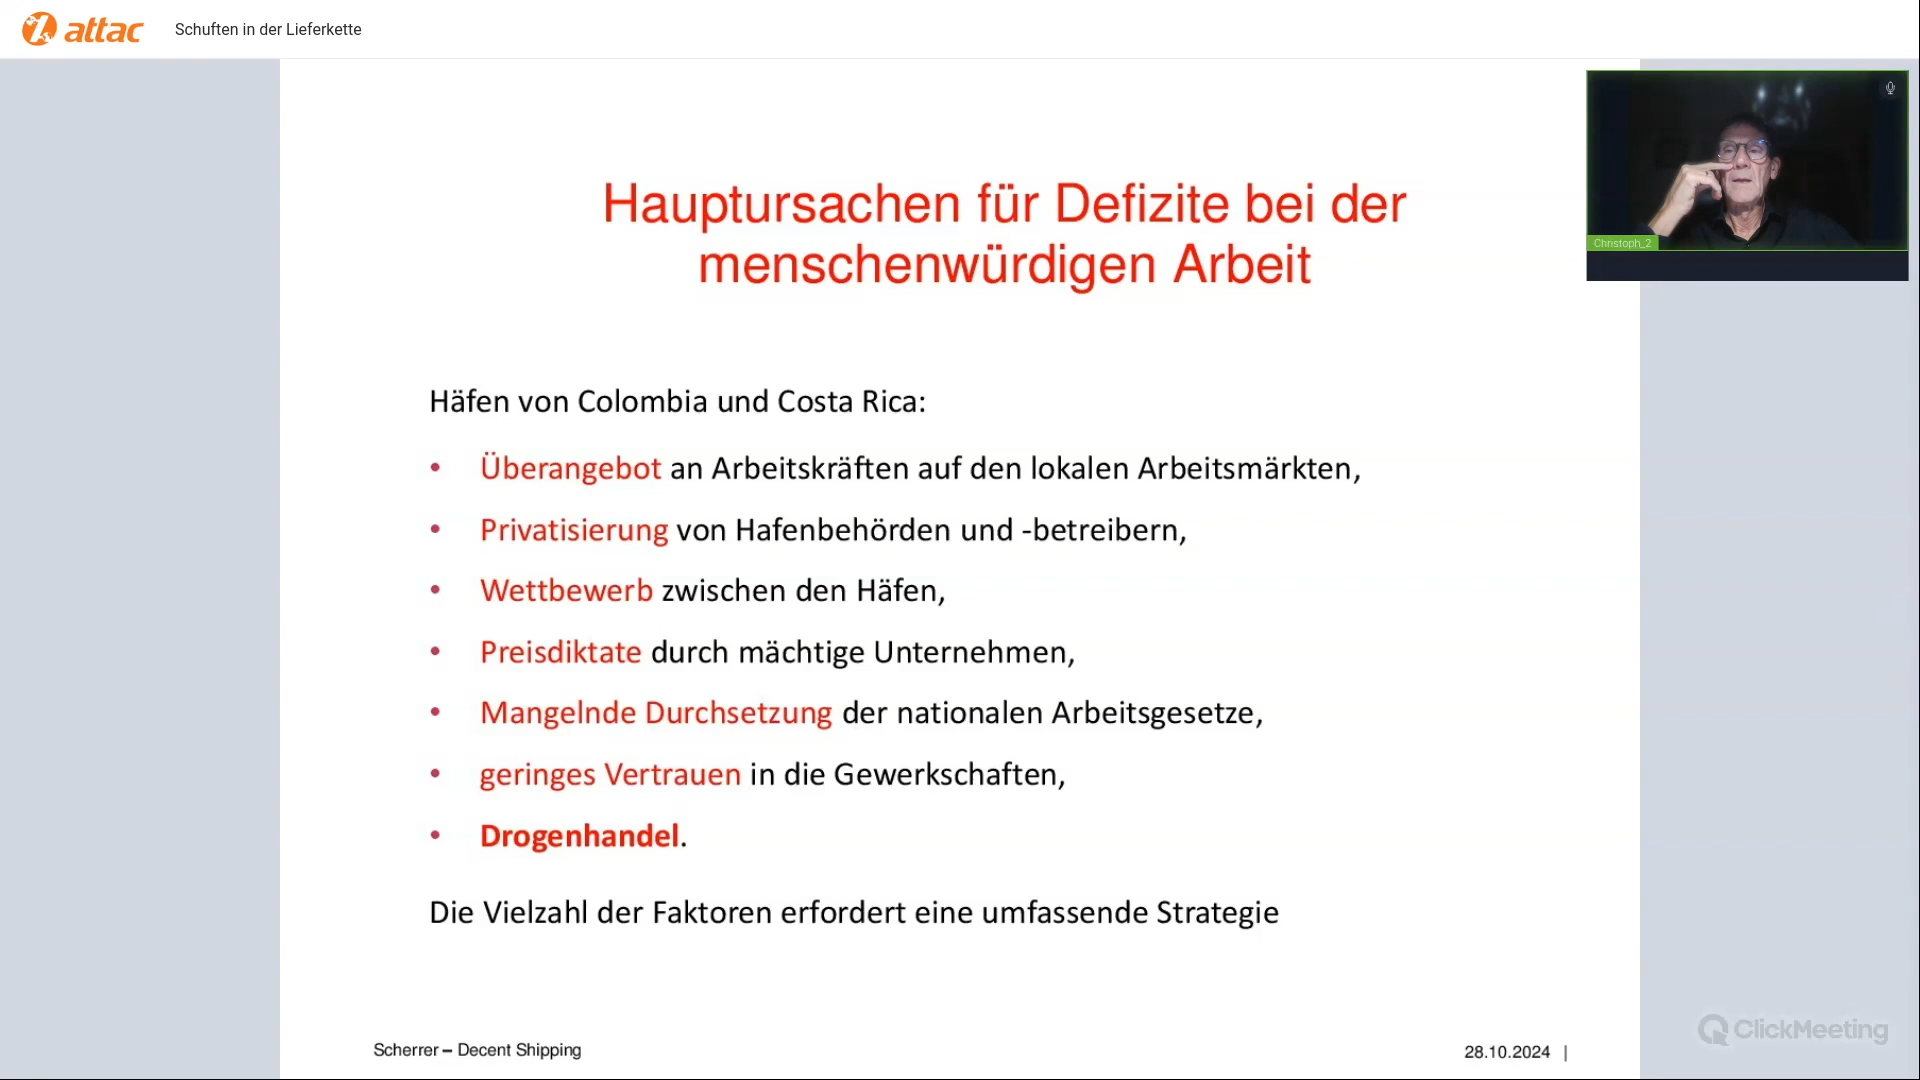 attac
Schuften in der Lieferkette
Christoph_2
Hauptursachen für Defizite bei der
menschenwürdigen Arbeit
Häfen von Colombia und Costa Rica:
• Überangebot an Arbeitskräften auf den lokalen Arbeitsmärkten,
• Privatisierung von Hafenbehörden und -betreibern,
• Wettbewerb zwischen den Häfen,
• Preisdiktate durch mächtige Unternehmen,
• Mangelnde Durchsetzung der nationalen Arbeitsgesetze,
• geringes Vertrauen in die Gewerkschaften,
• Drogenhandel.
Die Vielzahl der Faktoren erfordert eine umfassende Strategie
Scherrer – Decent Shipping
28.10.2024 |
ClickMeeting